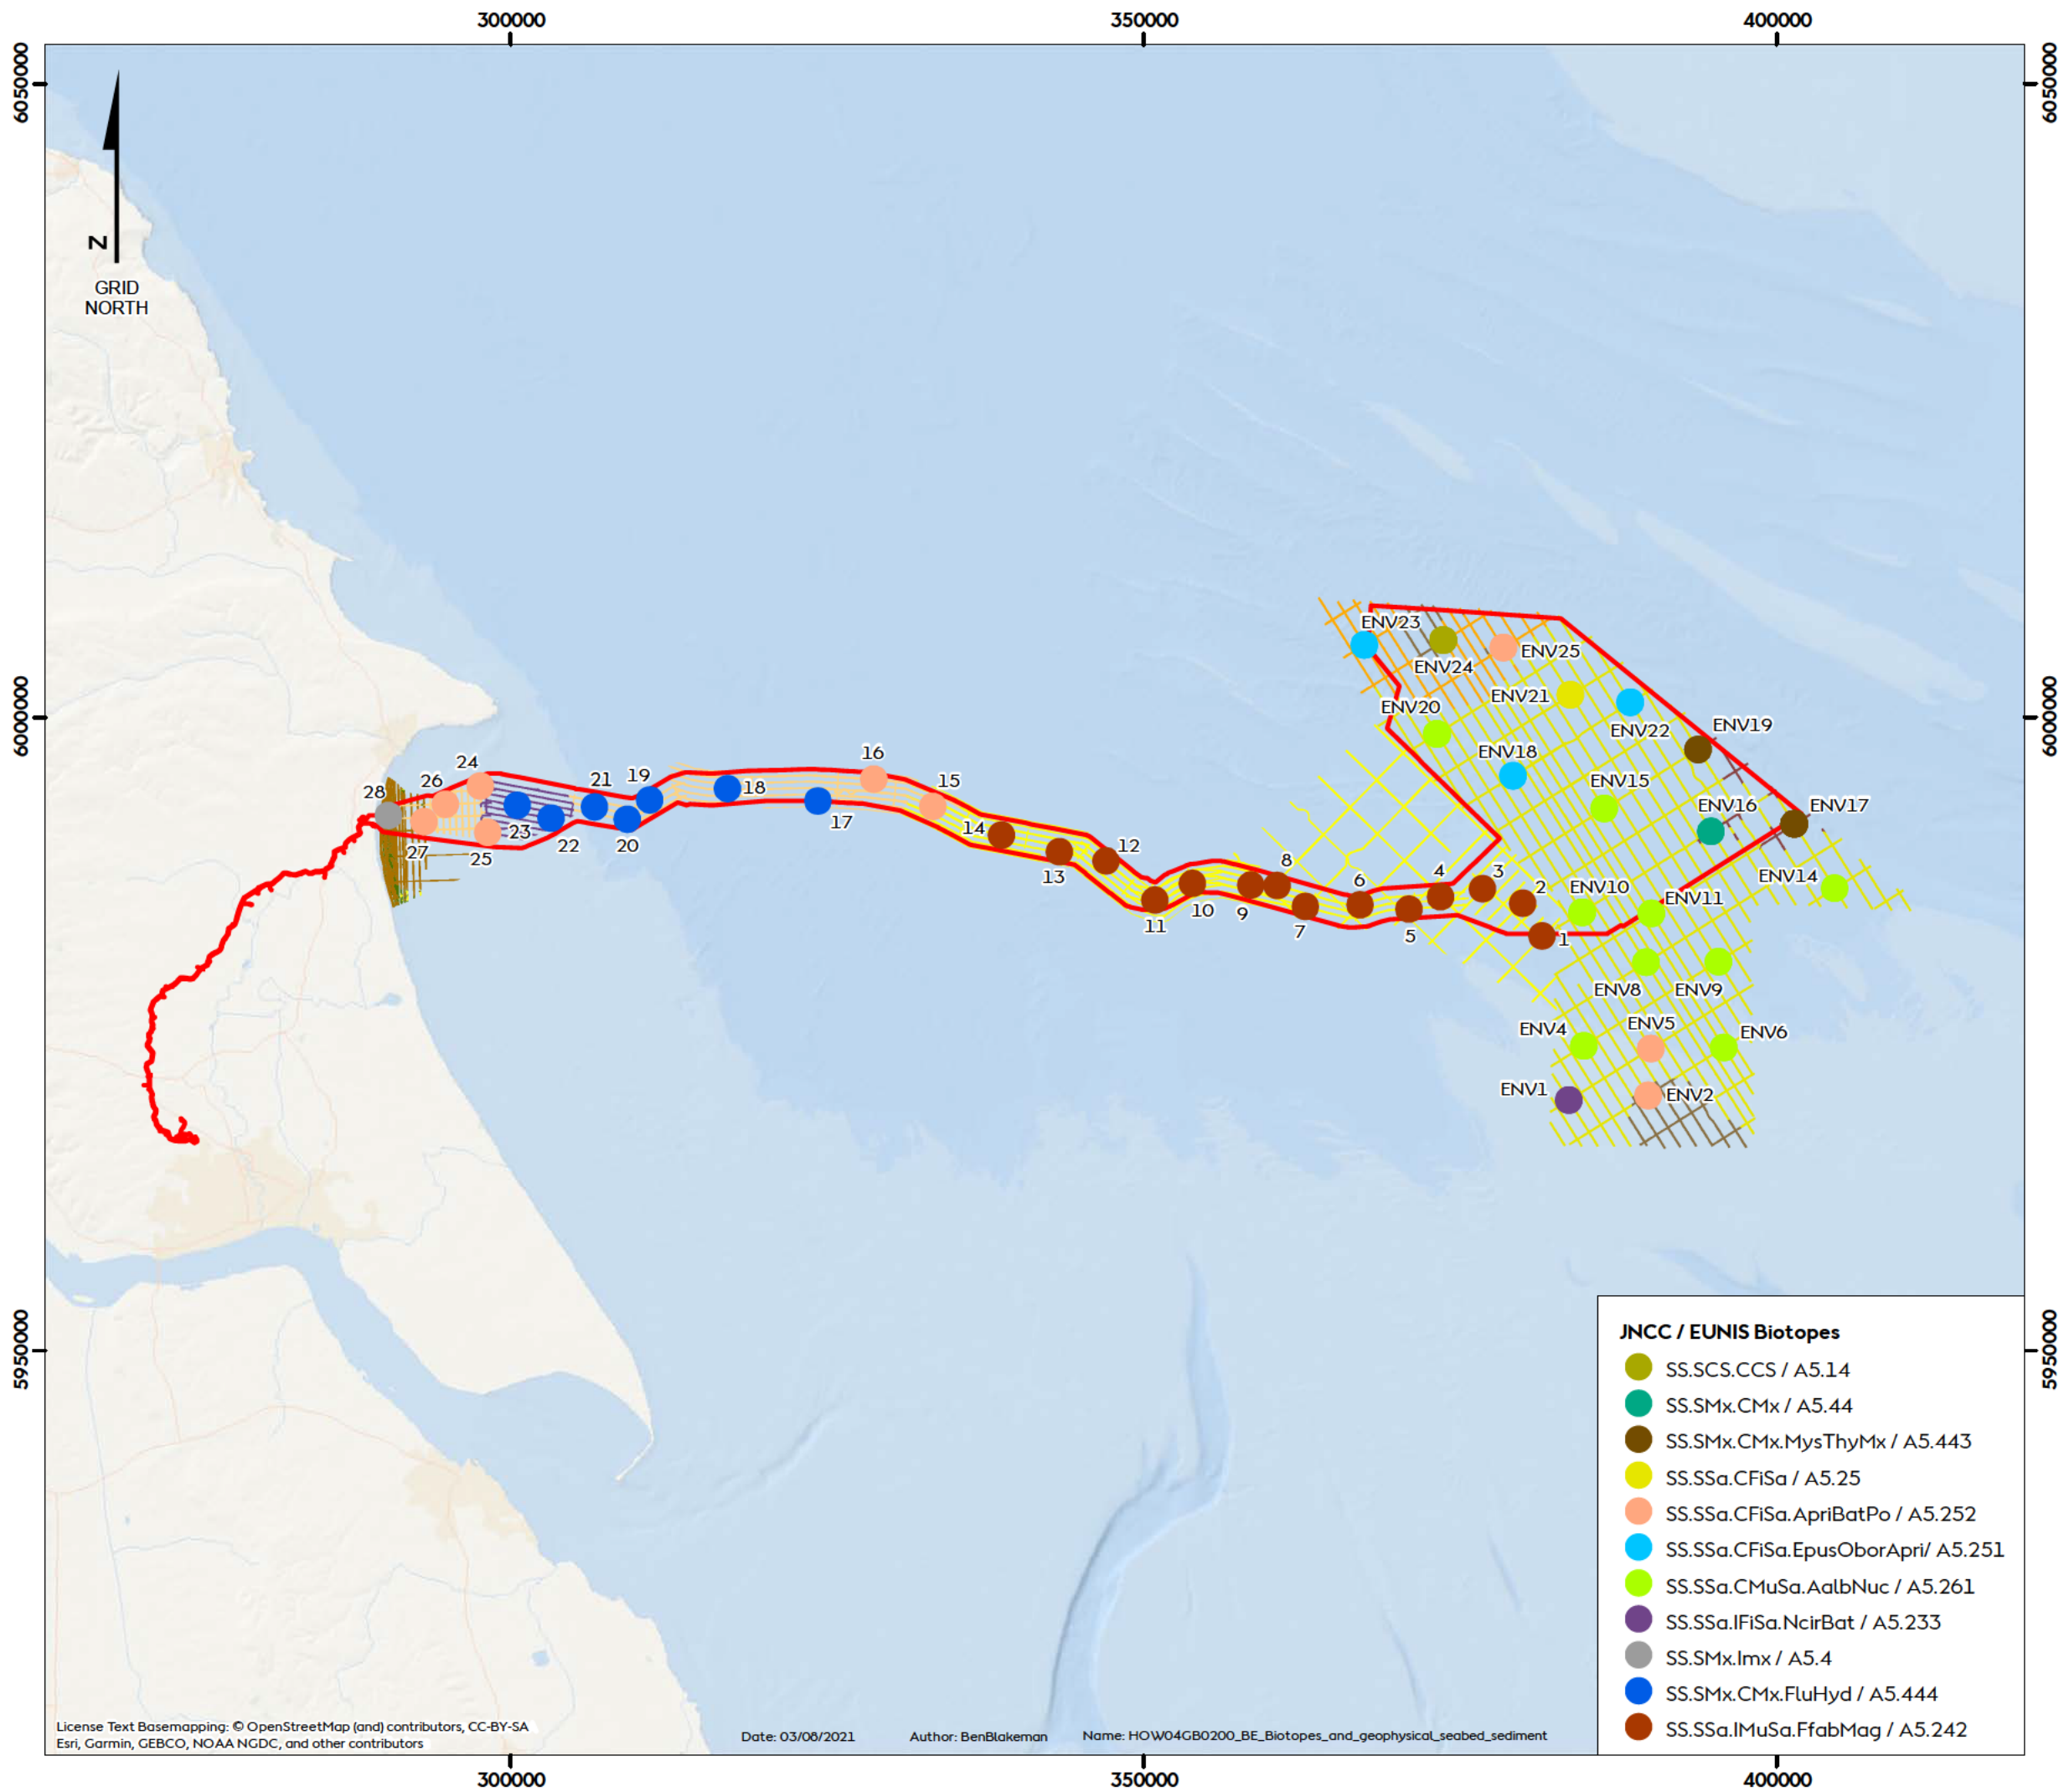 300000
350000
400000
6050000
6050000
N
GRID
NORTH
ENV23
ENV24
ENV25
ENV21
ENV20
ENV22
ENV19
ENV18
ENV15
ENV16
ENV17
16
24
21
19
26
28
18
15
17
14
12
23
27
25
22
20
13
8
4
3
6
2
ENV10
ENV14
ENV11
11
10
9
7
5
1
ENV8
ENV9
ENV4
ENV5
ENV6
ENV1
ENV2
6000000
6000000
5950000
5950000
JNCC / EUNIS Biotopes
SS.SCS.CCS / A5.14
SS.SMx.CMx / A5.44
SS.SMx.CMx.MysThyMx / A5.443
SS.SSa.CFiSa / A5.25
SS.SSa.CFiSa.ApriBatPo / A5.252
SS.SSa.CFiSa.EpusOborApri/ A5.251
SS.SSa.CMuSa.AalbNuc / A5.261
SS.SSa.IFiSa.NcirBat / A5.233
SS.SMx.Imx / A5.4
SS.SMx.CMx.FluHyd / A5.444
SS.SSa.IMuSa.FfabMag / A5.242
License Text Basemapping: © OpenStreetMap (and) contributors, CC-BY-SA
Esri, Garmin, GEBCO, NOAA NGDC, and other contributors
Date: 03/08/2021
Author: BenBlakeman
Name: HOW04GB0200_BE_Biotopes_and_geophysical_seabed_sediment
300000
350000
400000